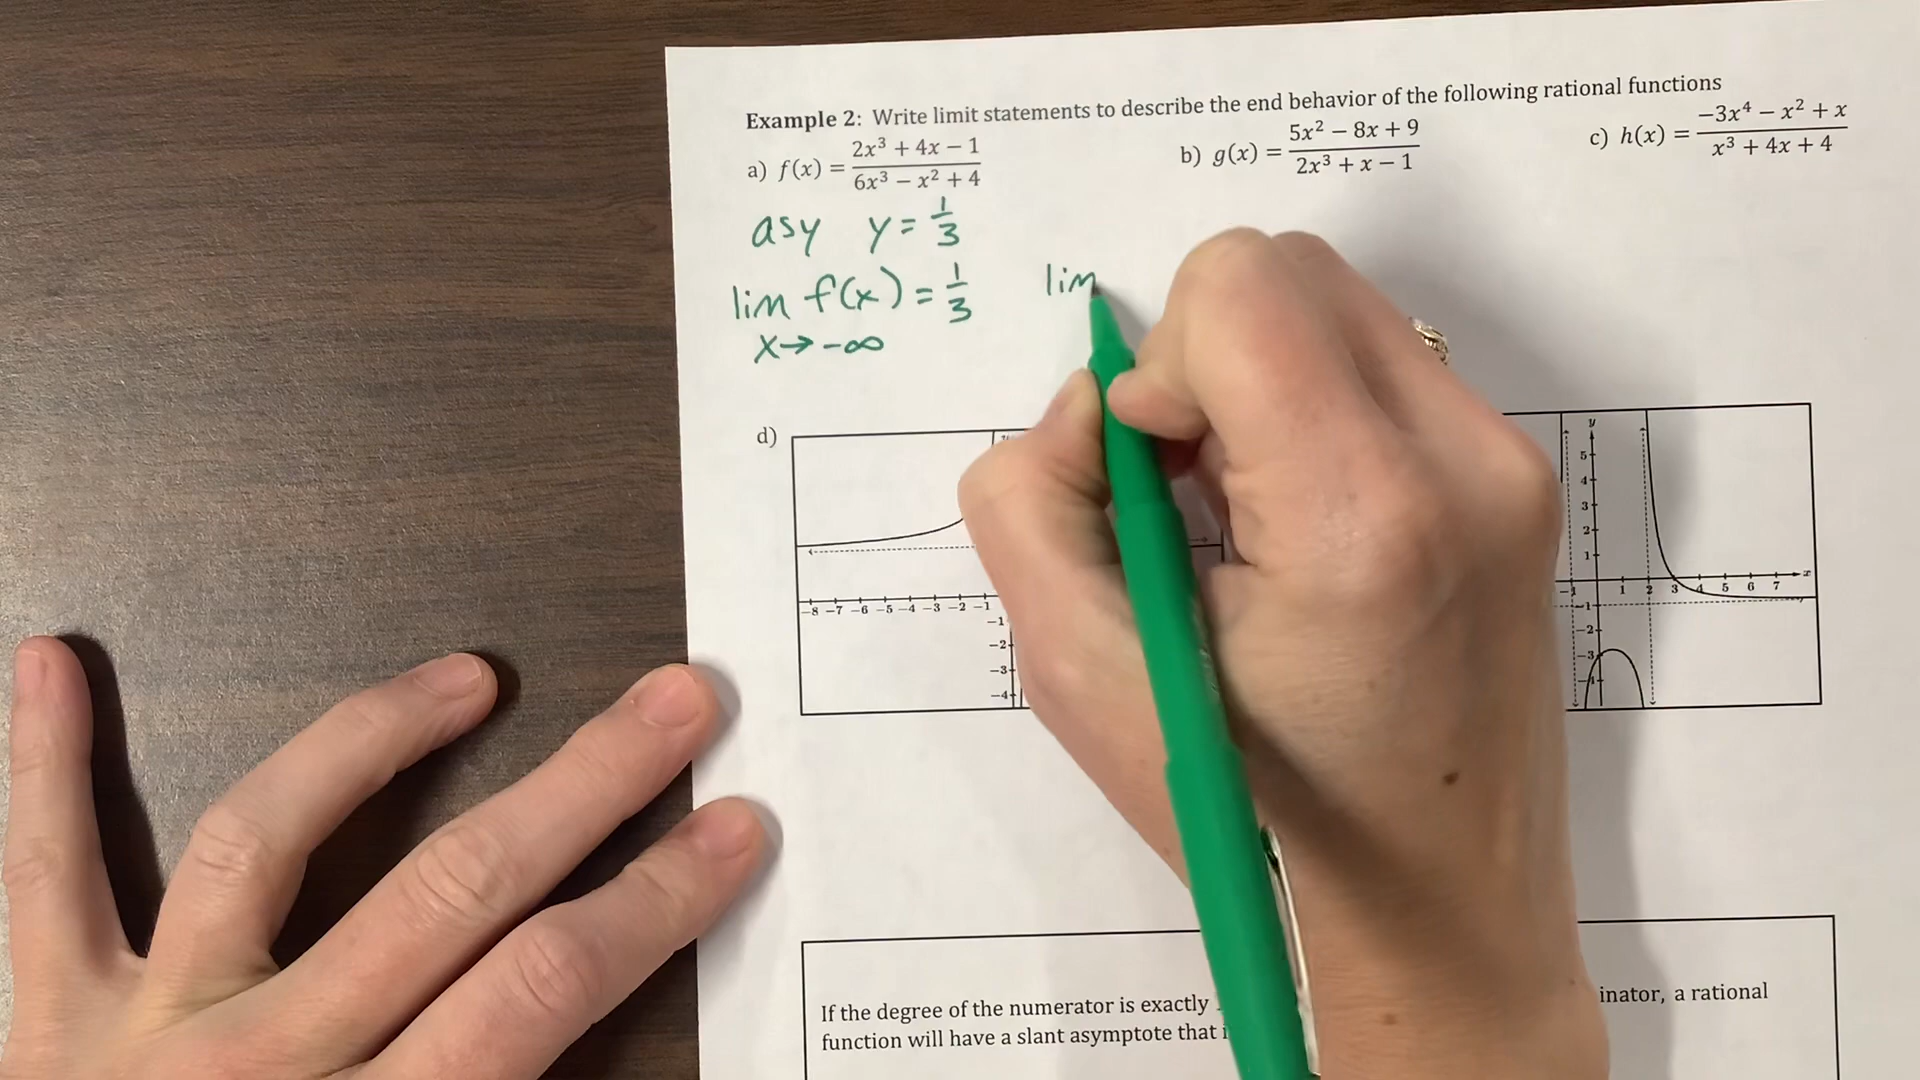 Example 2: Write limit statements to describe the end behavior of the following rational functions
a) f(x) = (2x³ + 4x − 1)/(6x³ − x² + 4)
b) g(x) = (5x² − 8x + 9)/(2x³ + x − 1)
c) h(x) = (−3x⁴ − x² + x)/(x³ + 4x + 4)
asy y = 1/3
lim f(x) = 1/3
x → −∞
lim
d)
−8 −7 −6 −5 −4 −3 −2 −1
−1
−2
−3
−4
y
5
4
3
2
1
−1 1 2 3 4 5 6 7 x
−1
−2
−3
If the degree of the numerator is exactly
inator, a rational
function will have a slant asymptote that